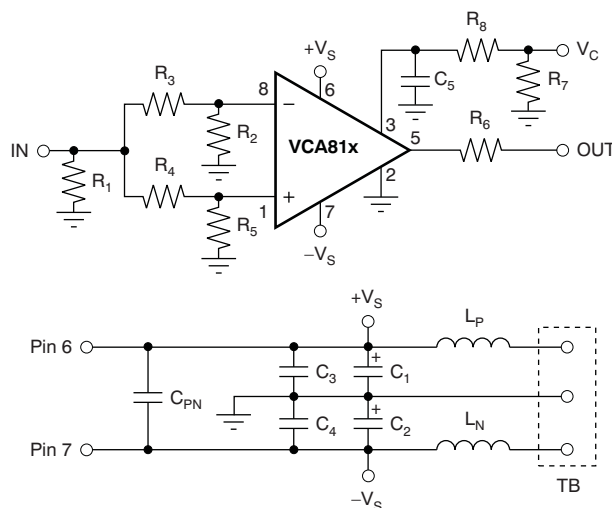 R8
VC
+VS
C5
R7
R3
8
−
6
3
R2
VCA81x
5
R6
IN
OUT
R1
R4
2
+
1
7
R5
−VS
+VS
LP
Pin 6
C3
+
C1
CPN
C4
+
C2
LN
Pin 7
−VS
TB